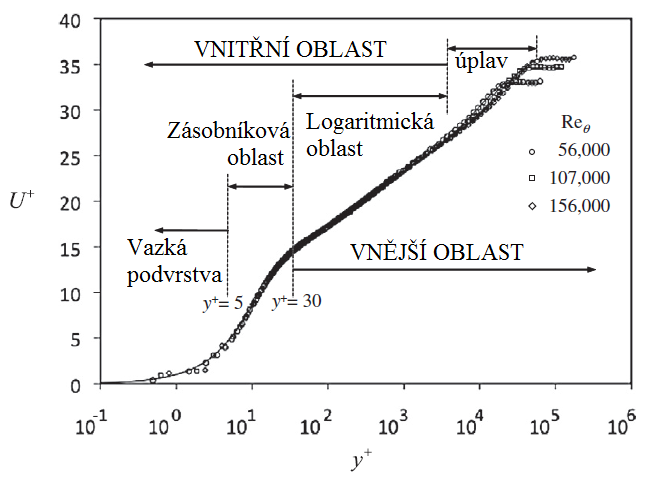 VNITŘNÍ OBLAST
úplav
Zásobníková
oblast
Logaritmická
oblast
Re_θ
56,000
107,000
156,000
Vazká
podvrstva
VNĚJŠÍ OBLAST
y⁺= 5
y⁺= 30
U⁺
40
35
30
25
20
15
10
5
0
10⁻¹
10⁰
10¹
10²
10³
10⁴
10⁵
10⁶
y⁺